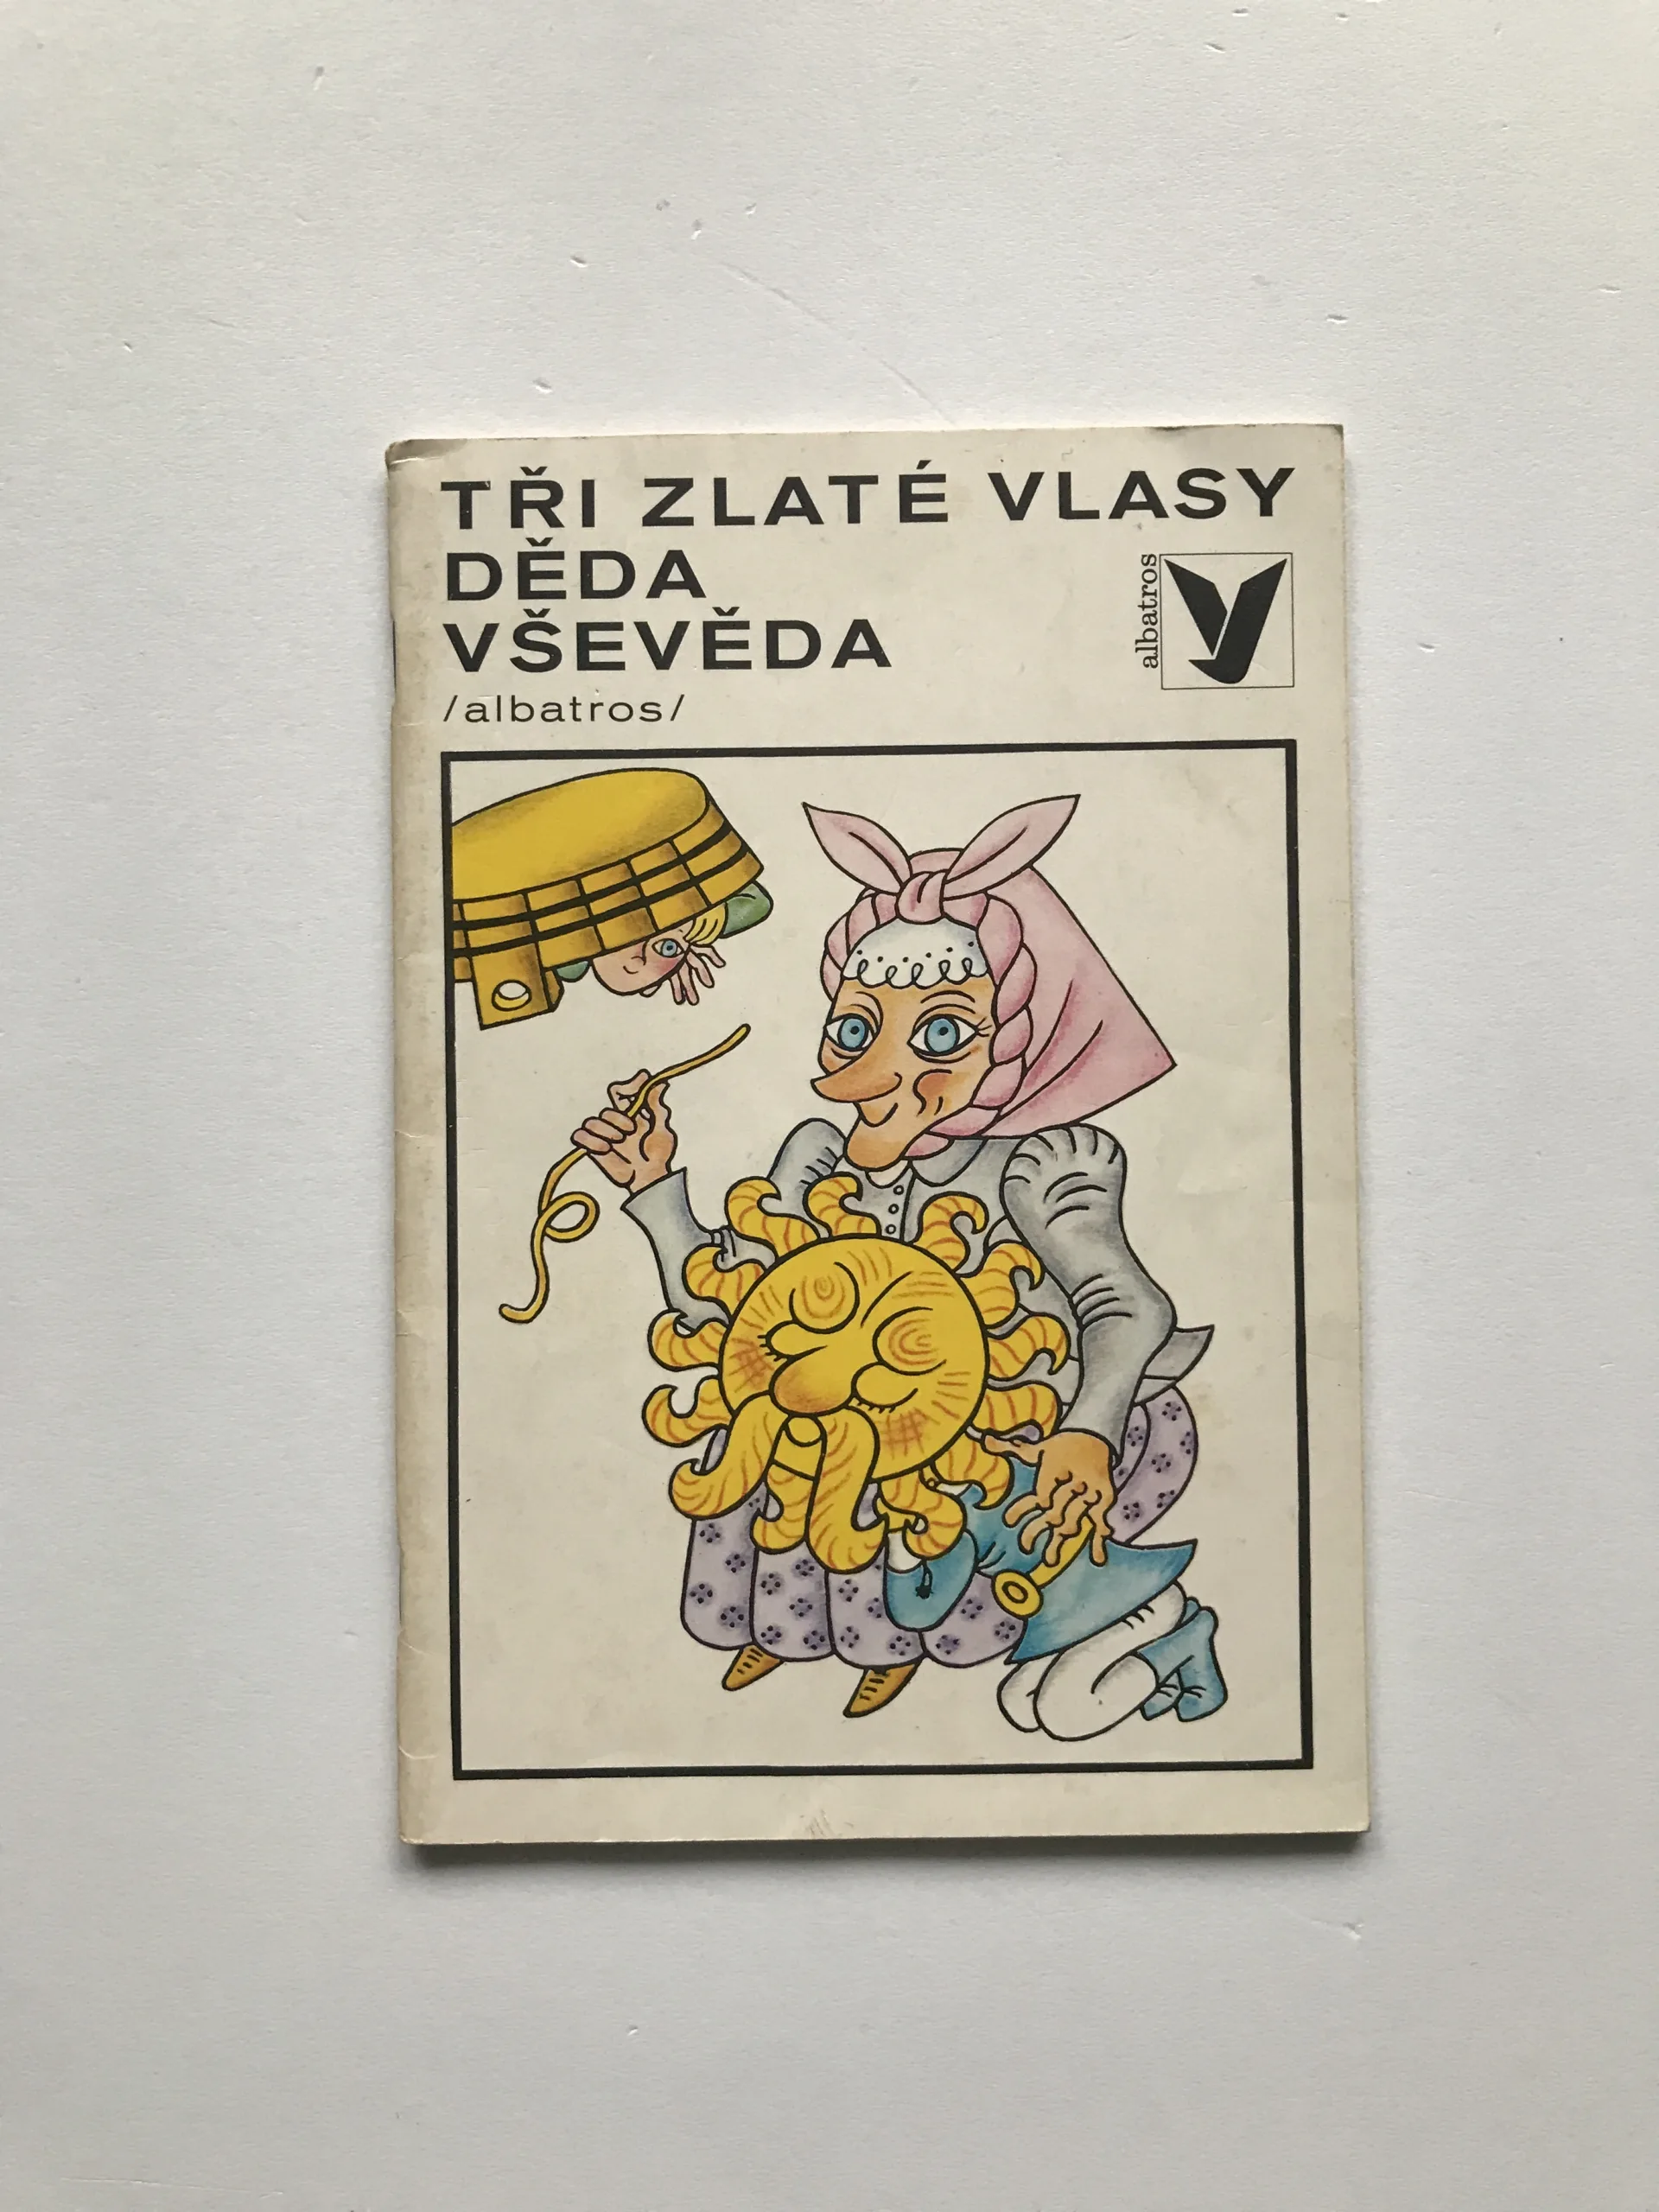 TŘI ZLATÉ VLASY
DĚDA
VŠEVĚDA
/albatros/
albatros